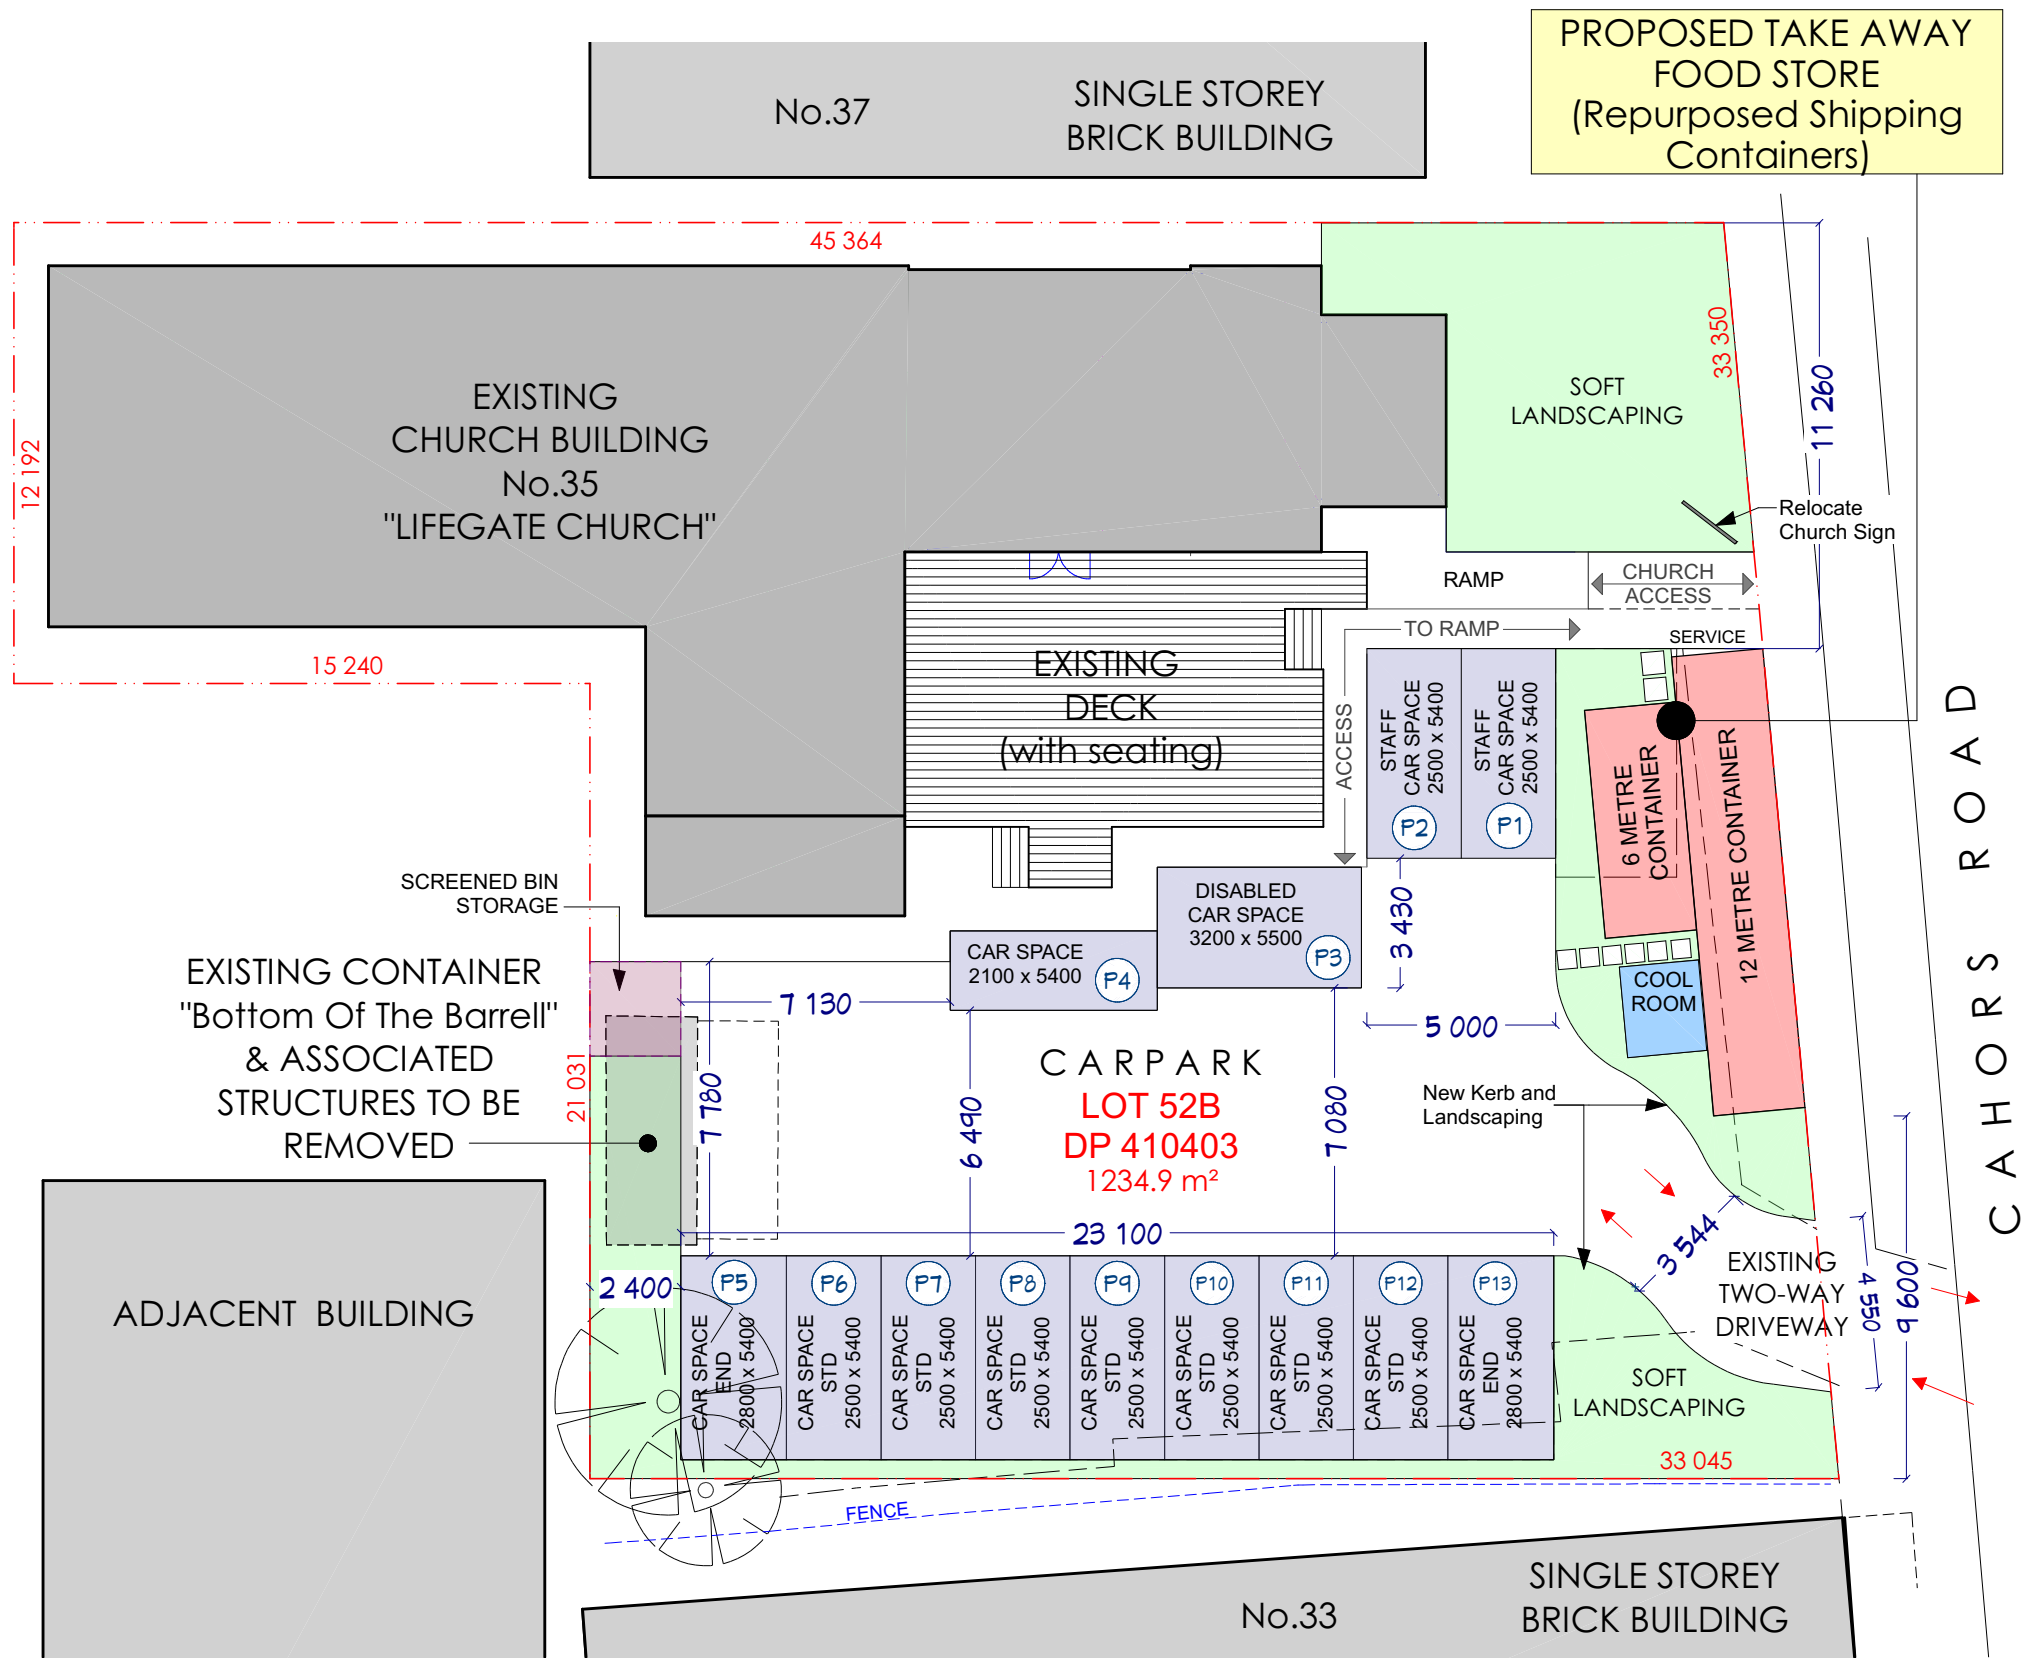 PROPOSED TAKE AWAY
FOOD STORE
(Repurposed Shipping
Containers)
No.37
SINGLE STOREY
BRICK BUILDING
45 364
33 350
11 260
12 192
EXISTING
CHURCH BUILDING
No.35
"LIFEGATE CHURCH"
SOFT
LANDSCAPING
Relocate
Church Sign
RAMP
CHURCH
ACCESS
TO RAMP
SERVICE
15 240
EXISTING
DECK
(with seating)
ACCESS
STAFF
CAR SPACE
2500 x 5400
P2
STAFF
CAR SPACE
2500 x 5400
P1
6 METRE
CONTAINER
12 METRE CONTAINER
CAHORS ROAD
SCREENED BIN
STORAGE
DISABLED
CAR SPACE
3200 x 5500
P3
3 430
CAR SPACE
2100 x 5400
P4
COOL
ROOM
EXISTING CONTAINER
"Bottom Of The Barrell"
& ASSOCIATED
STRUCTURES TO BE
REMOVED
7 130
5 000
21 031
7 780
6 490
7 080
CARPARK
LOT 52B
DP 410403
1234.9 m²
New Kerb and
Landscaping
23 100
3 544
EXISTING
TWO-WAY
DRIVEWAY
4 550
9 600
2 400
ADJACENT BUILDING
P5
CAR SPACE
END
2800 x 5400
P6
CAR SPACE
STD
2500 x 5400
P7
CAR SPACE
STD
2500 x 5400
P8
CAR SPACE
STD
2500 x 5400
P9
CAR SPACE
STD
2500 x 5400
P10
CAR SPACE
STD
2500 x 5400
P11
CAR SPACE
STD
2500 x 5400
P12
CAR SPACE
STD
2500 x 5400
P13
CAR SPACE
END
2800 x 5400
SOFT
LANDSCAPING
33 045
FENCE
No.33
SINGLE STOREY
BRICK BUILDING